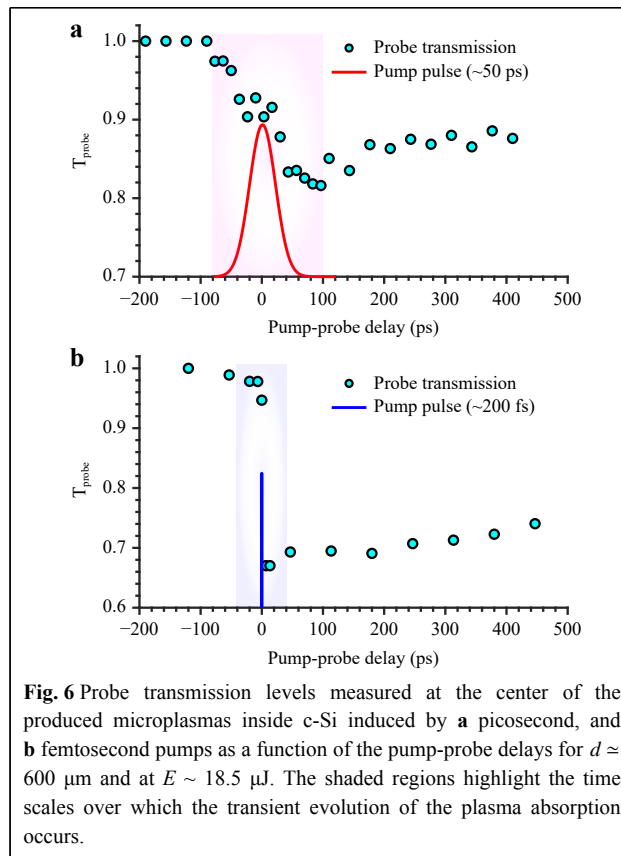 a
Probe transmission
Pump pulse (~50 ps)
1.0
0.9
0.8
0.7
T_probe
−200 −100 0 100 200 300 400 500
Pump-probe delay (ps)
b
Probe transmission
Pump pulse (~200 fs)
1.0
0.9
0.8
0.7
0.6
T_probe
−200 −100 0 100 200 300 400 500
Pump-probe delay (ps)
Fig. 6 Probe transmission levels measured at the center of the
produced microplasmas inside c-Si induced by a picosecond, and
b femtosecond pumps as a function of the pump-probe delays for d ≃
600 μm and at E ~ 18.5 μJ. The shaded regions highlight the time
scales over which the transient evolution of the plasma absorption
occurs.